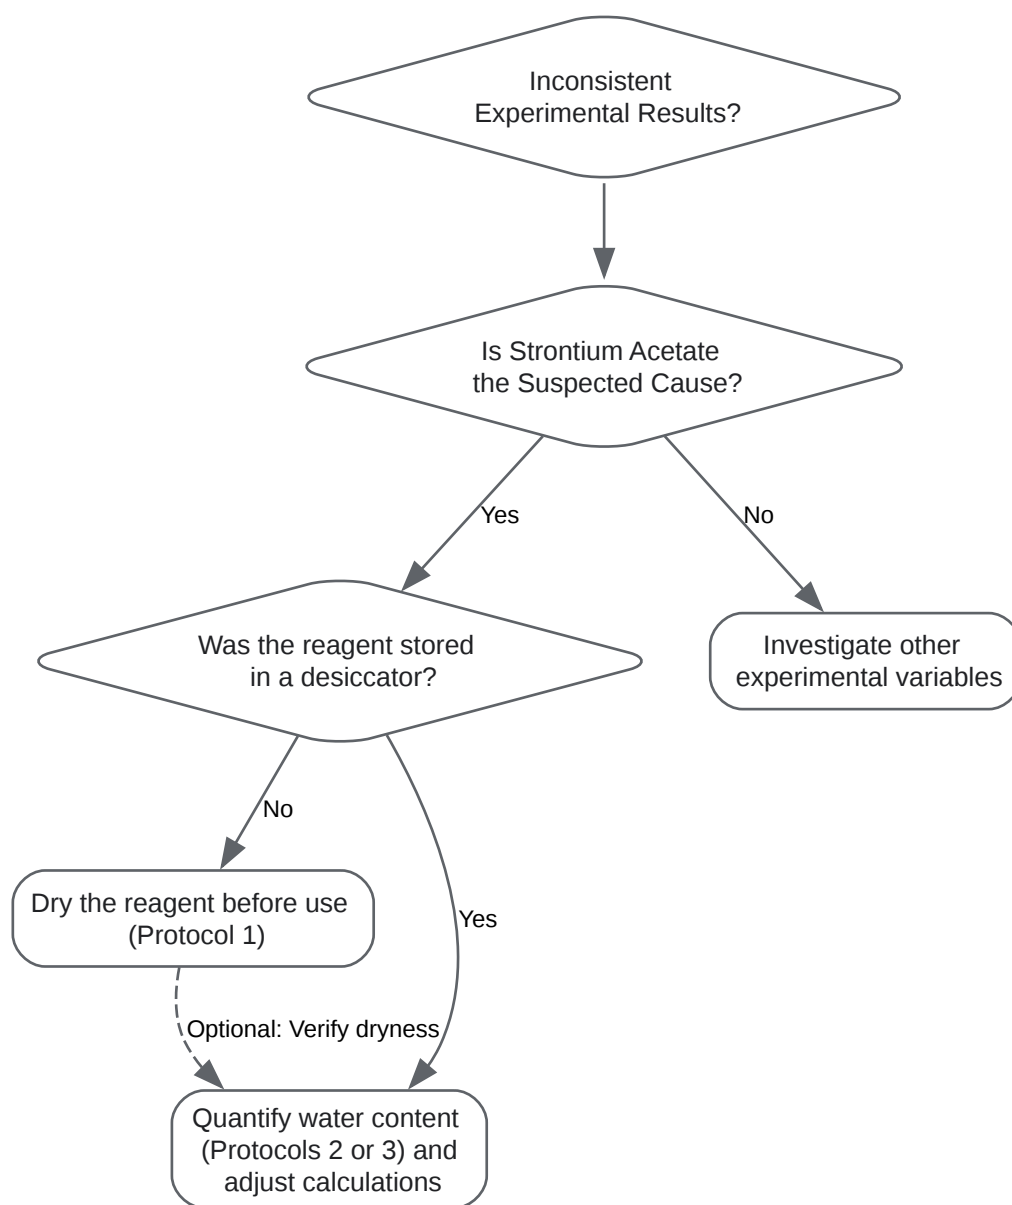 Inconsistent
Experimental Results?
Is Strontium Acetate
the Suspected Cause?
Yes
No
Was the reagent stored
in a desiccator?
Investigate other
experimental variables
No
Dry the reagent before use
(Protocol 1)
Yes
Optional: Verify dryness
Quantify water content
(Protocols 2 or 3) and
adjust calculations